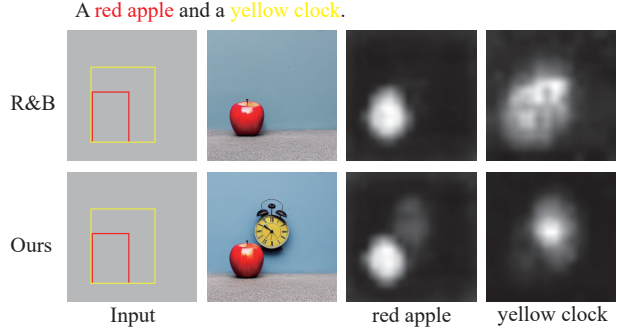 A red apple and a yellow clock.
R&B
Ours
Input
red apple
yellow clock